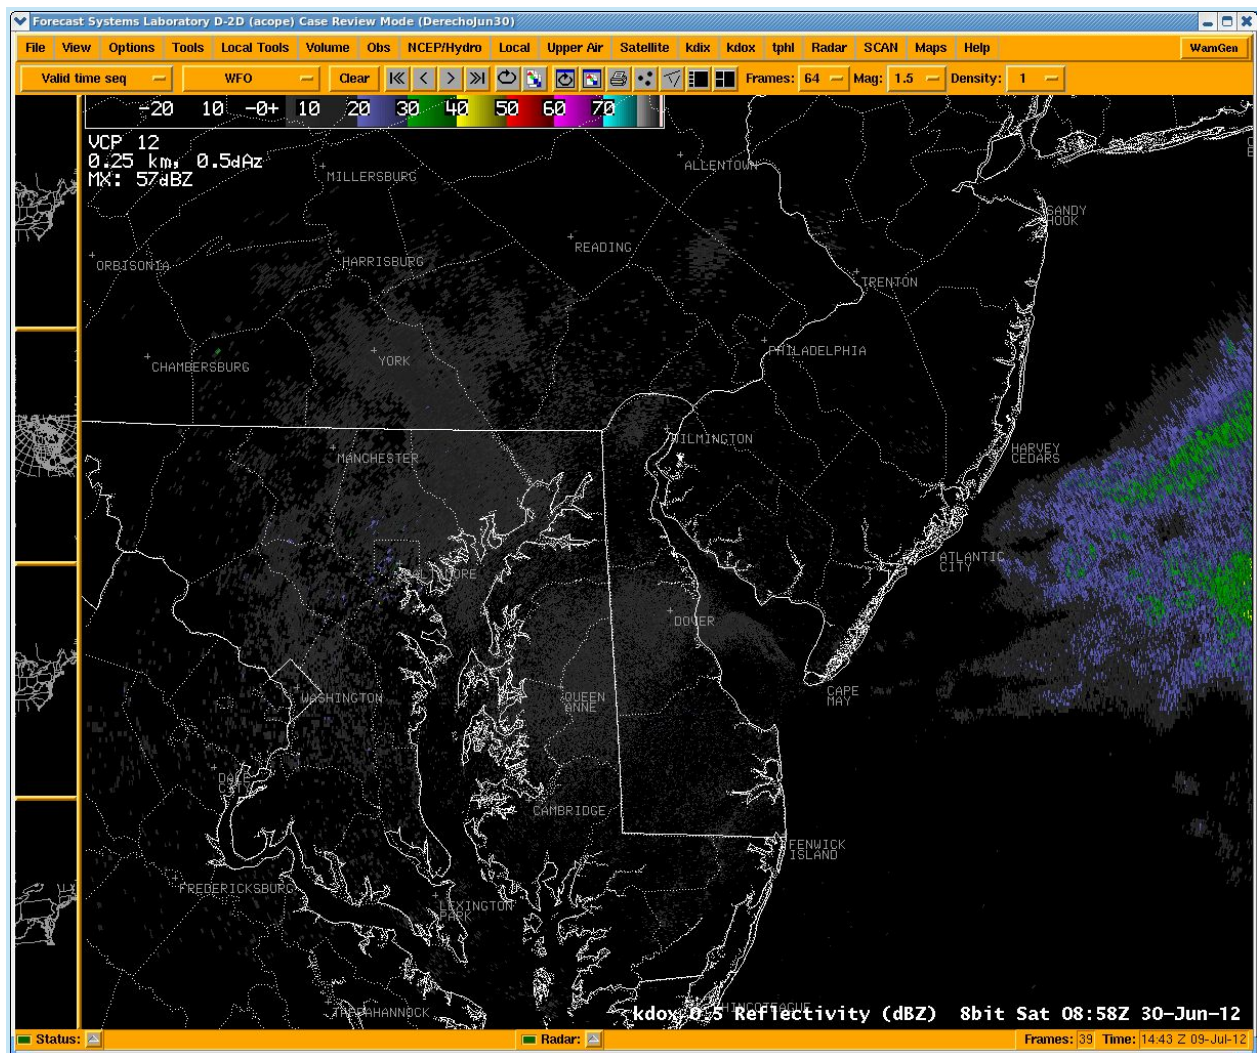 Forecast Systems Laboratory D-2D (acope) Case Review Mode (DerechoJun30)
File View Options Tools Local Tools Volume Obs NCEP/Hydro Local Upper Air Satellite kdix kdox tphl Radar SCAN Maps Help WarnGen
Valid time seq WFO Clear Frames: 64 Mag: 1.5 Density: 1
-20 10 -0+ 10 20 30 40 50 60 70
VCP 12
0.25 km, 0.5dAz
MX: 57dBZ
MILLERSBURG
ALLENTOWN
SANDY
HOOK
HARRISBURG
READING
ORBISONIA
TRENTON
CHAMBERSBURG
YORK
PHILADELPHIA
MANCHESTER
WILMINGTON
HARVEY
CEDARS
BALTIMORE
ATLANTIC
CITY
DOVER
WASHINGTON
QUEEN
ANNE
CAPE
MAY
DALE
CITY
CAMBRIDGE
FENWICK
ISLAND
FREDERICKSBURG
LEXINGTON
PARK
TAPPAHANNOCK
CHINCOTEAGUE
kdox 0.5 Reflectivity (dBZ) 8bit Sat 08:58Z 30-Jun-12
Status: Radar: Frames: 39 Time: 14:43 Z 09-Jul-12